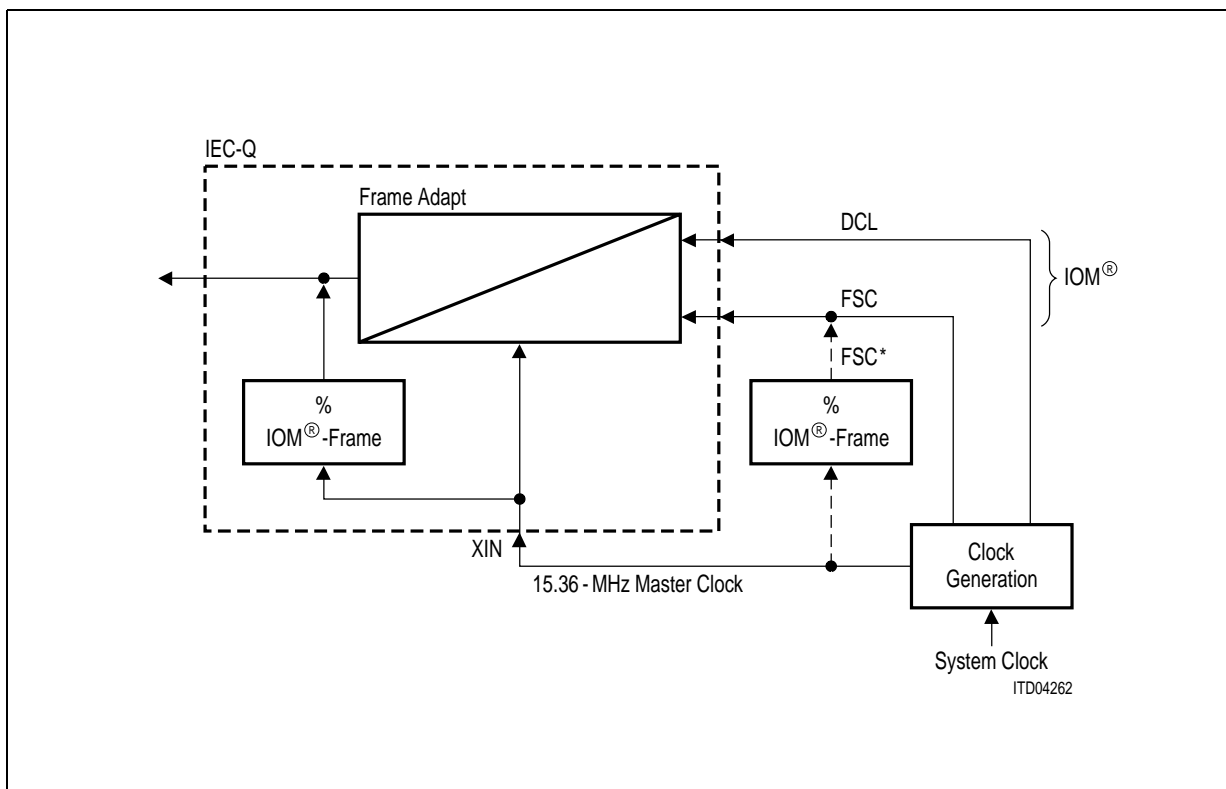 IEC-Q
Frame Adapt
DCL
IOM®
FSC
FSC*
%
IOM®-Frame
%
IOM®-Frame
XIN
15.36 - MHz Master Clock
Clock
Generation
System Clock
ITD04262